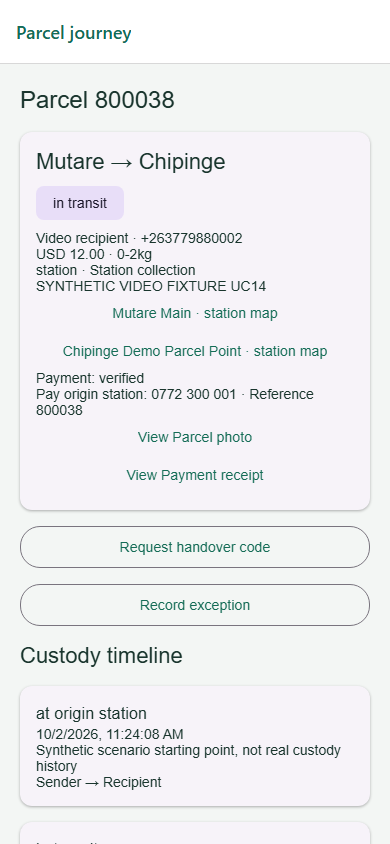 Parcel journey
Parcel 800038
Mutare → Chipinge
in transit
Video recipient · +263779880002
USD 12.00 · 0-2kg
station · Station collection
SYNTHETIC VIDEO FIXTURE UC14
Mutare Main · station map
Chipinge Demo Parcel Point · station map
Payment: verified
Pay origin station: 0772 300 001 · Reference
800038
View Parcel photo
View Payment receipt
Request handover code
Record exception
Custody timeline
at origin station
10/2/2026, 11:24:08 AM
Synthetic scenario starting point, not real custody
history
Sender → Recipient